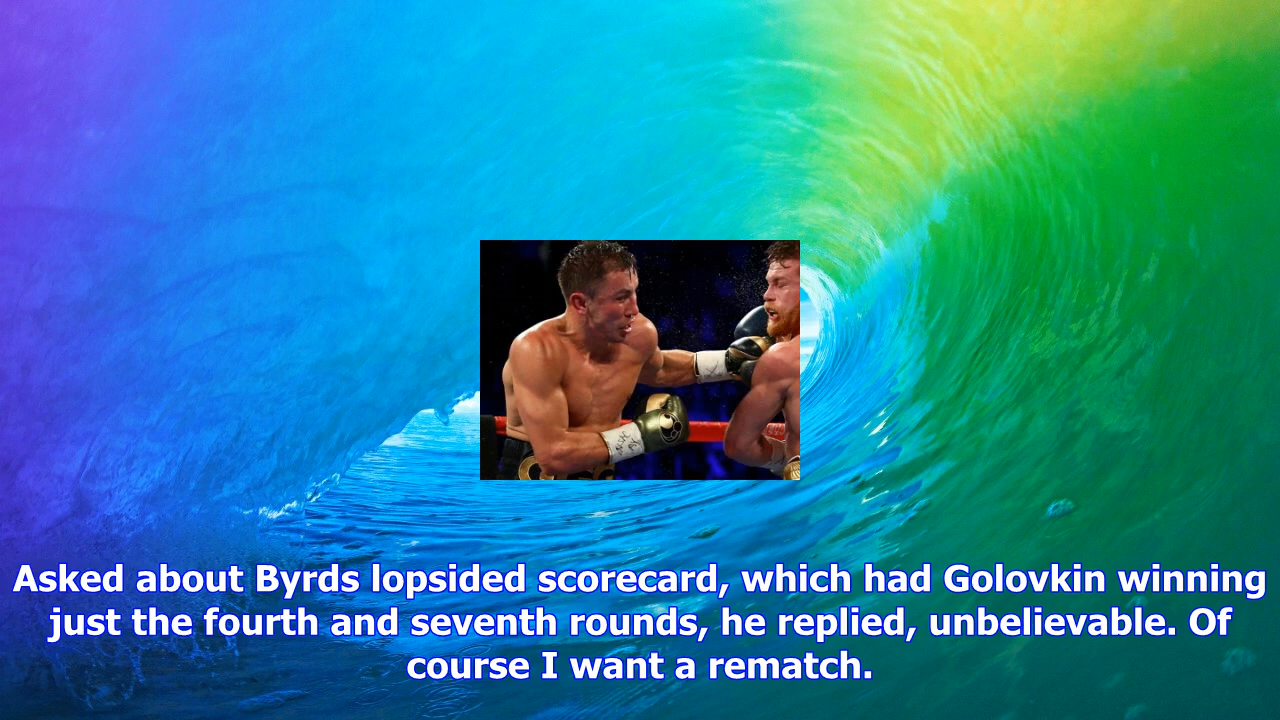 Asked about Byrds lopsided scorecard, which had Golovkin winning
just the fourth and seventh rounds, he replied, unbelievable. Of
course I want a rematch.